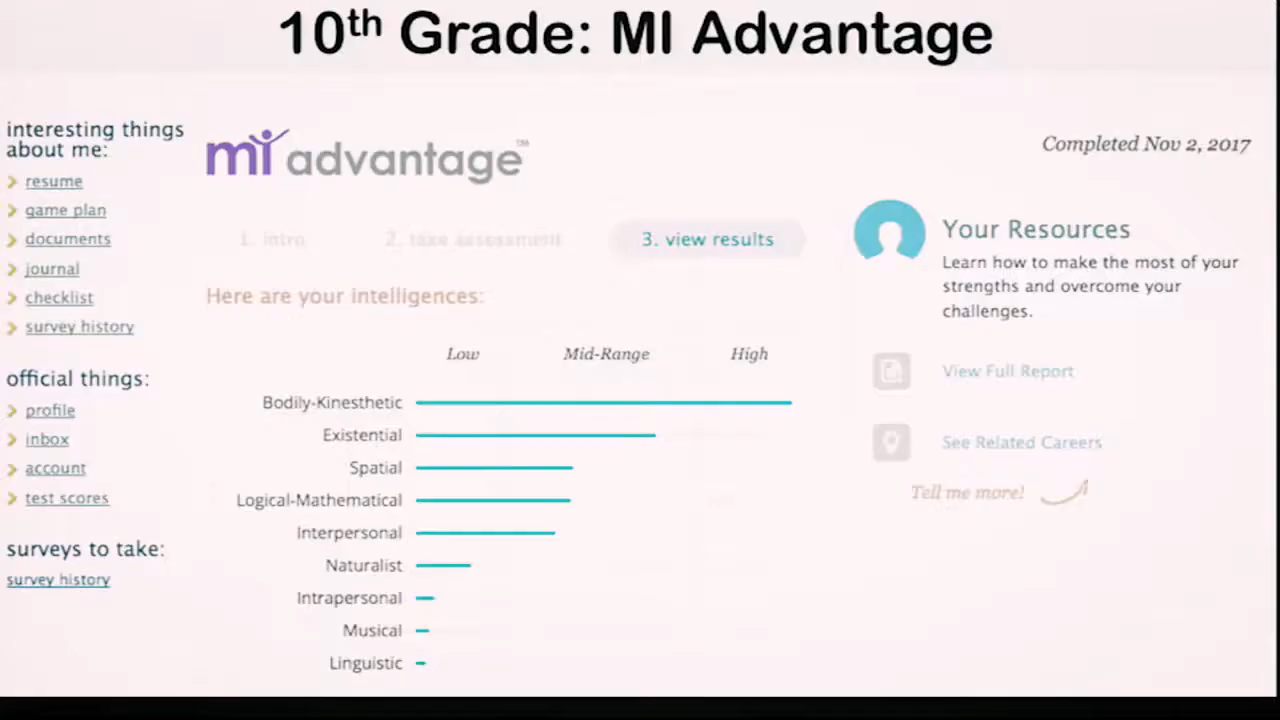 10th Grade: MI Advantage
interesting things
about me:
resume
game plan
documents
journal
checklist
survey history
official things:
profile
inbox
account
test scores
surveys to take:
survey history
mi advantage™
Completed Nov 2, 2017
1. intro
2. take assessment
3. view results
Here are your intelligences:
Low Mid-Range High
Bodily-Kinesthetic
Existential
Spatial
Logical-Mathematical
Interpersonal
Naturalist
Intrapersonal
Musical
Linguistic
Your Resources
Learn how to make the most of your
strengths and overcome your
challenges.
View Full Report
See Related Careers
Tell me more!